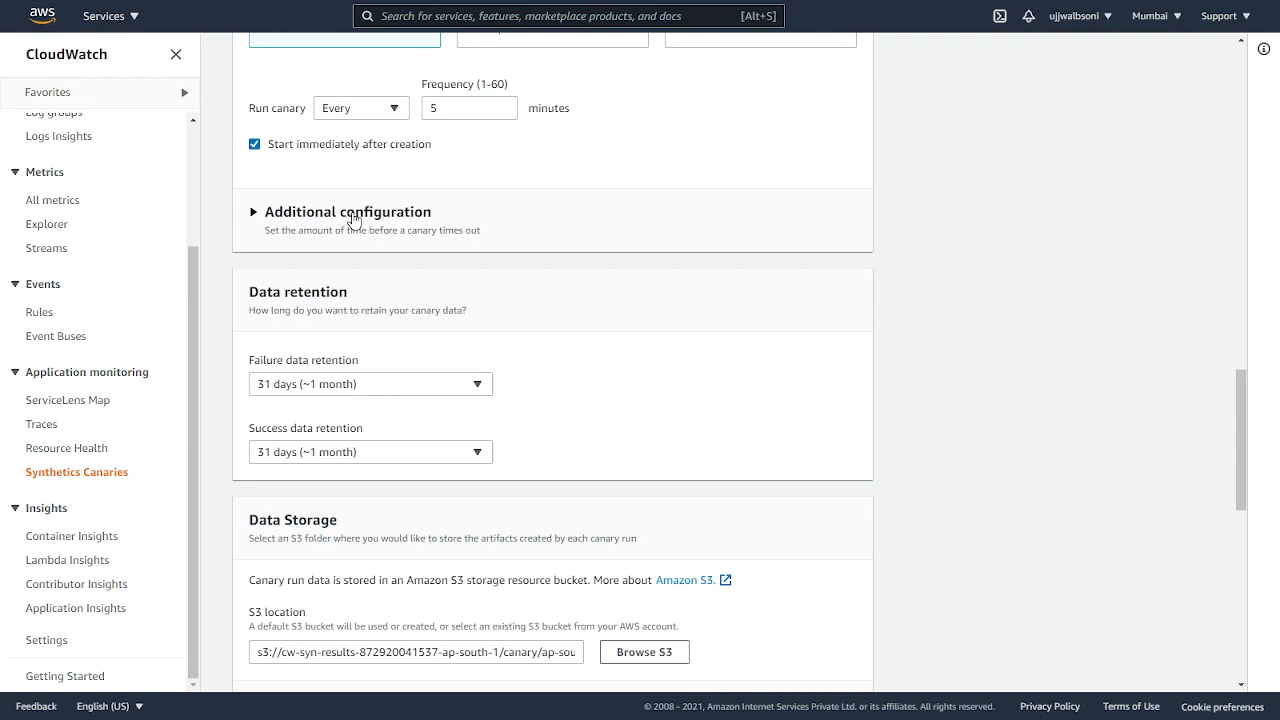 aws
Services
Search for services, features, marketplace products, and docs
[Alt+S]
ujjwalbsoni
Mumbai
Support
CloudWatch
Favorites
Log groups
Logs Insights
Metrics
All metrics
Explorer
Streams
Events
Rules
Event Buses
Application monitoring
ServiceLens Map
Traces
Resource Health
Synthetics Canaries
Insights
Container Insights
Lambda Insights
Contributor Insights
Application Insights
Settings
Getting Started
Frequency (1-60)
Run canary
Every
5
minutes
Start immediately after creation
Additional configuration
Set the amount of time before a canary times out
Data retention
How long do you want to retain your canary data?
Failure data retention
31 days (~1 month)
Success data retention
31 days (~1 month)
Data Storage
Select an S3 folder where you would like to store the artifacts created by each canary run
Canary run data is stored in an Amazon S3 storage resource bucket. More about Amazon S3.
S3 location
A default S3 bucket will be used or created, or select an existing S3 bucket from your AWS account.
s3://cw-syn-results-872920041537-ap-south-1/canary/ap-sou
Browse S3
Feedback
English (US)
© 2008 - 2021, Amazon Internet Services Private Ltd. or its affiliates. All rights reserved.
Privacy Policy
Terms of Use
Cookie preferences